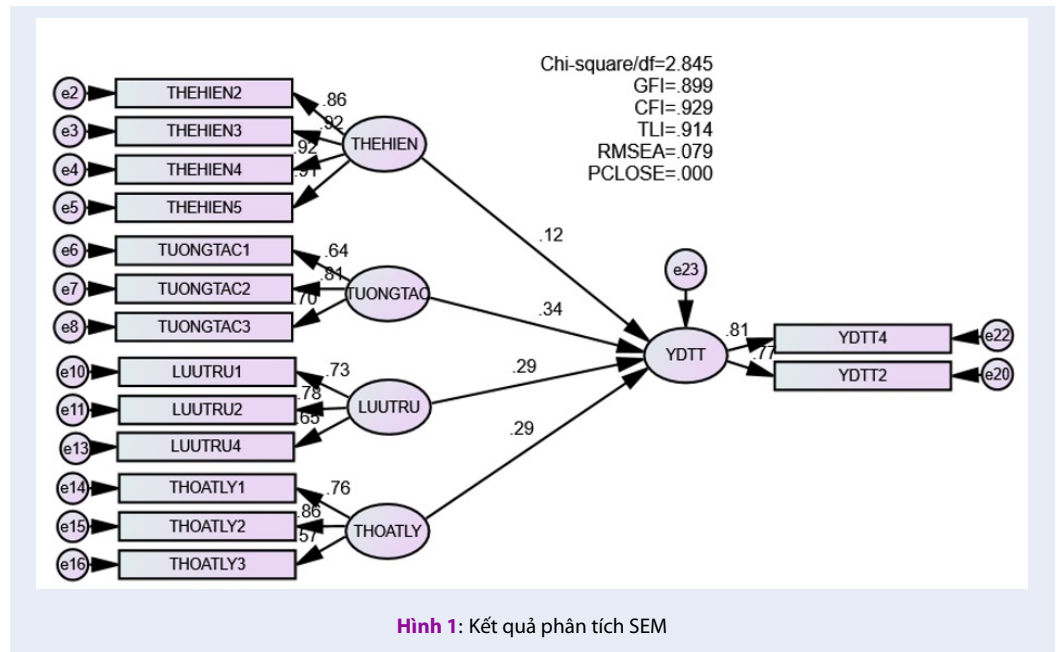 Chi-square/df=2.845
GFI=.899
CFI=.929
TLI=.914
RMSEA=.079
PCLOSE=.000
e2 THEHIEN2 .86
e3 THEHIEN3 .92
THEHIEN
e4 THEHIEN4 .92
e5 THEHIEN5 .91
.12
e6 TUONGTAC1 .64
e7 TUONGTAC2 .81
TUONGTAC
e8 TUONGTAC3 .70
.34
e23
YDTT
.81 YDTT4 e22
.77 YDTT2 e20
e10 LUUTRU1 .73
.29
e11 LUUTRU2 .78
LUUTRU
e13 LUUTRU4 .65
.29
e14 THOATLY1 .76
e15 THOATLY2 .86
THOATLY
e16 THOATLY3 .57
Hình 1: Kết quả phân tích SEM